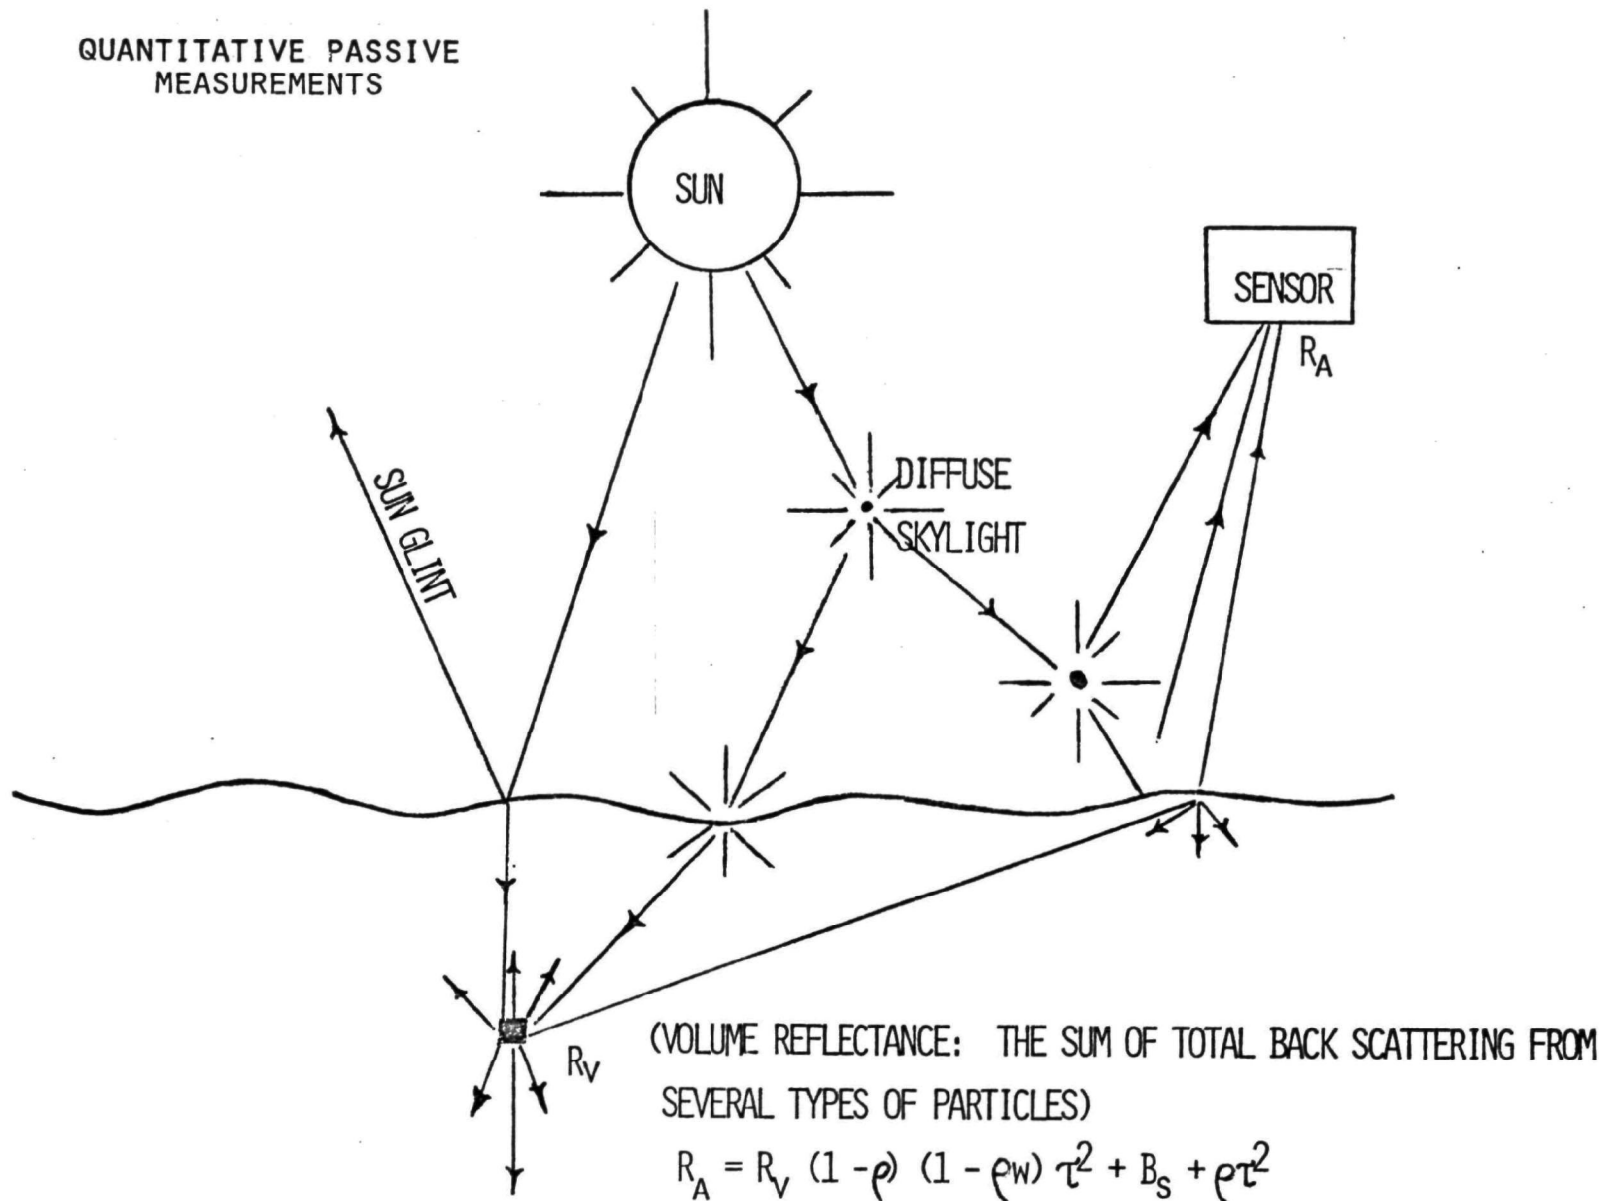 QUANTITATIVE PASSIVE
MEASUREMENTS
SUN
SENSOR
R_A
SUN GLINT
DIFFUSE
SKYLIGHT
R_V
(VOLUME REFLECTANCE: THE SUM OF TOTAL BACK SCATTERING FROM
SEVERAL TYPES OF PARTICLES)
R_A = R_V (1 - ρ) (1 - ρw) τ² + B_S + ρτ²